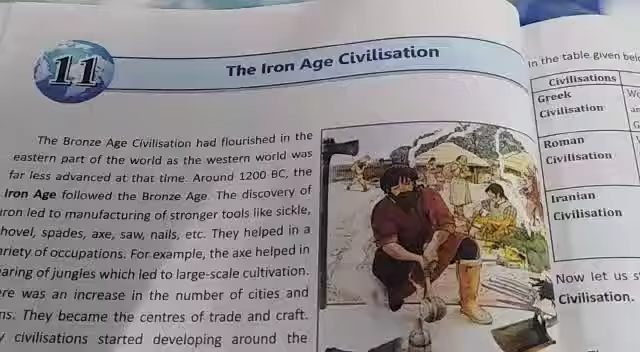 11
The Iron Age Civilisation
The Bronze Age Civilisation had flourished in the
eastern part of the world as the western world was
far less advanced at that time. Around 1200 BC, the
Iron Age followed the Bronze Age. The discovery of
iron led to manufacturing of stronger tools like sickle,
hovel, spades, axe, saw, nails, etc. They helped in a
ariety of occupations. For example, the axe helped in
earing of jungles which led to large-scale cultivation.
ere was an increase in the number of cities and
ns. They became the centres of trade and craft.
civilisations started developing around the
In the table given
Civilisations
Greek
Civilisation
Roman
Civilisation
Iranian
Civilisation
Now let us
Civilisation.